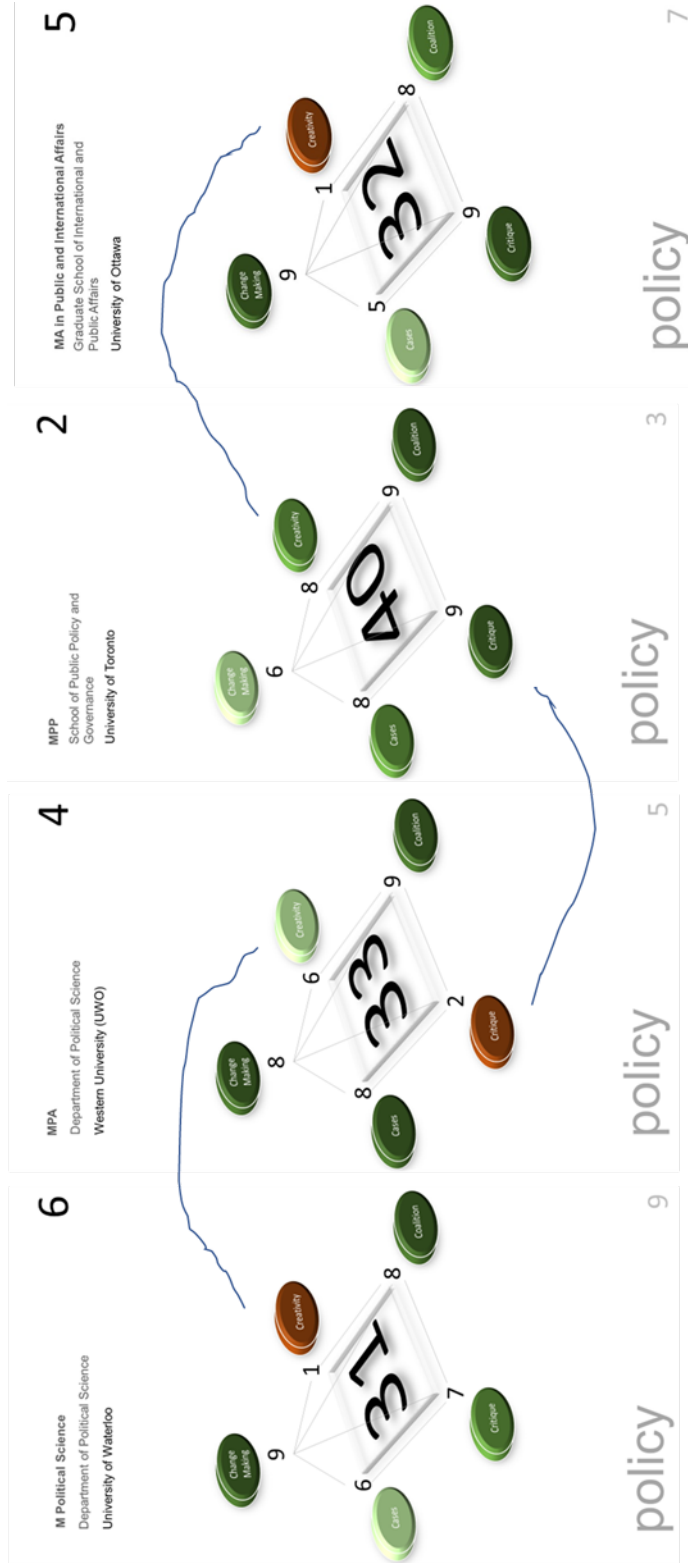 M Political Science
Department of Political Science
University of Waterloo
6
Change
Making
9
Creativity
1
31
Cases
6
8
Coalition
7
Critique
policy
9
MPA
Department of Political Science
Western University (UWO)
4
Change
Making
8
Creativity
6
33
Cases
8
9
Coalition
2
Critique
policy
5
MPP
School of Public Policy and
Governance
University of Toronto
2
Change
Making
6
Creativity
8
40
Cases
8
9
Coalition
9
Critique
policy
3
MA in Public and International Affairs
Graduate School of International and
Public Affairs
University of Ottawa
5
Change
Making
9
Creativity
1
32
Cases
5
8
Coalition
9
Critique
policy
7